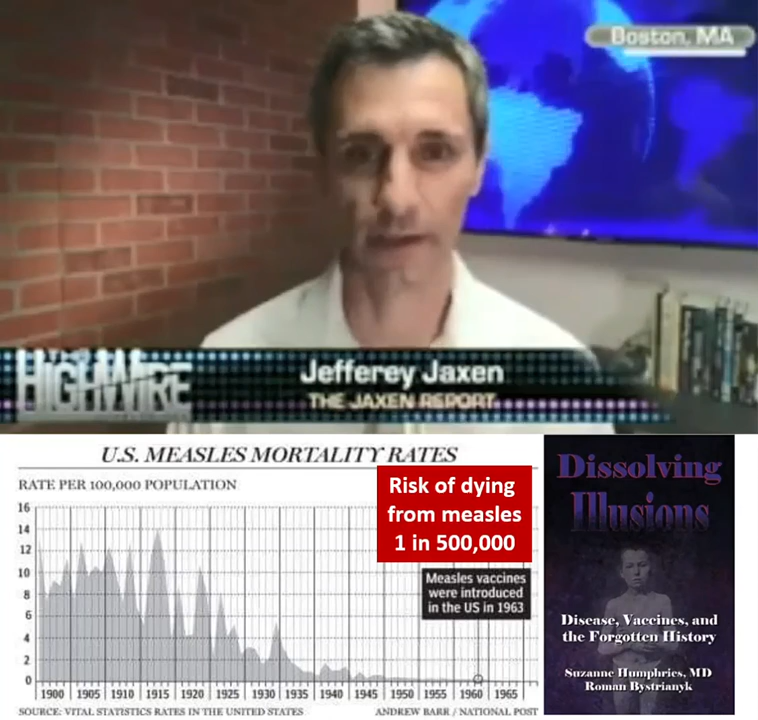 Boston, MA
HIGHWIRE
Jefferey Jaxen
THE JAXEN REPORT
U.S. MEASLES MORTALITY RATES
RATE PER 100,000 POPULATION
16
14
12
10
8
6
4
2
0
1900 1905 1910 1915 1920 1925 1930 1935 1940 1945 1950 1955 1960 1965
Risk of dying
from measles
1 in 500,000
Measles vaccines
were introduced
in the US in 1963
SOURCE: VITAL STATISTICS RATES IN THE UNITED STATES
ANDREW BARR / NATIONAL POST
Dissolving
Illusions
Disease, Vaccines, and
the Forgotten History
Suzanne Humphries, MD
Roman Bystrianyk